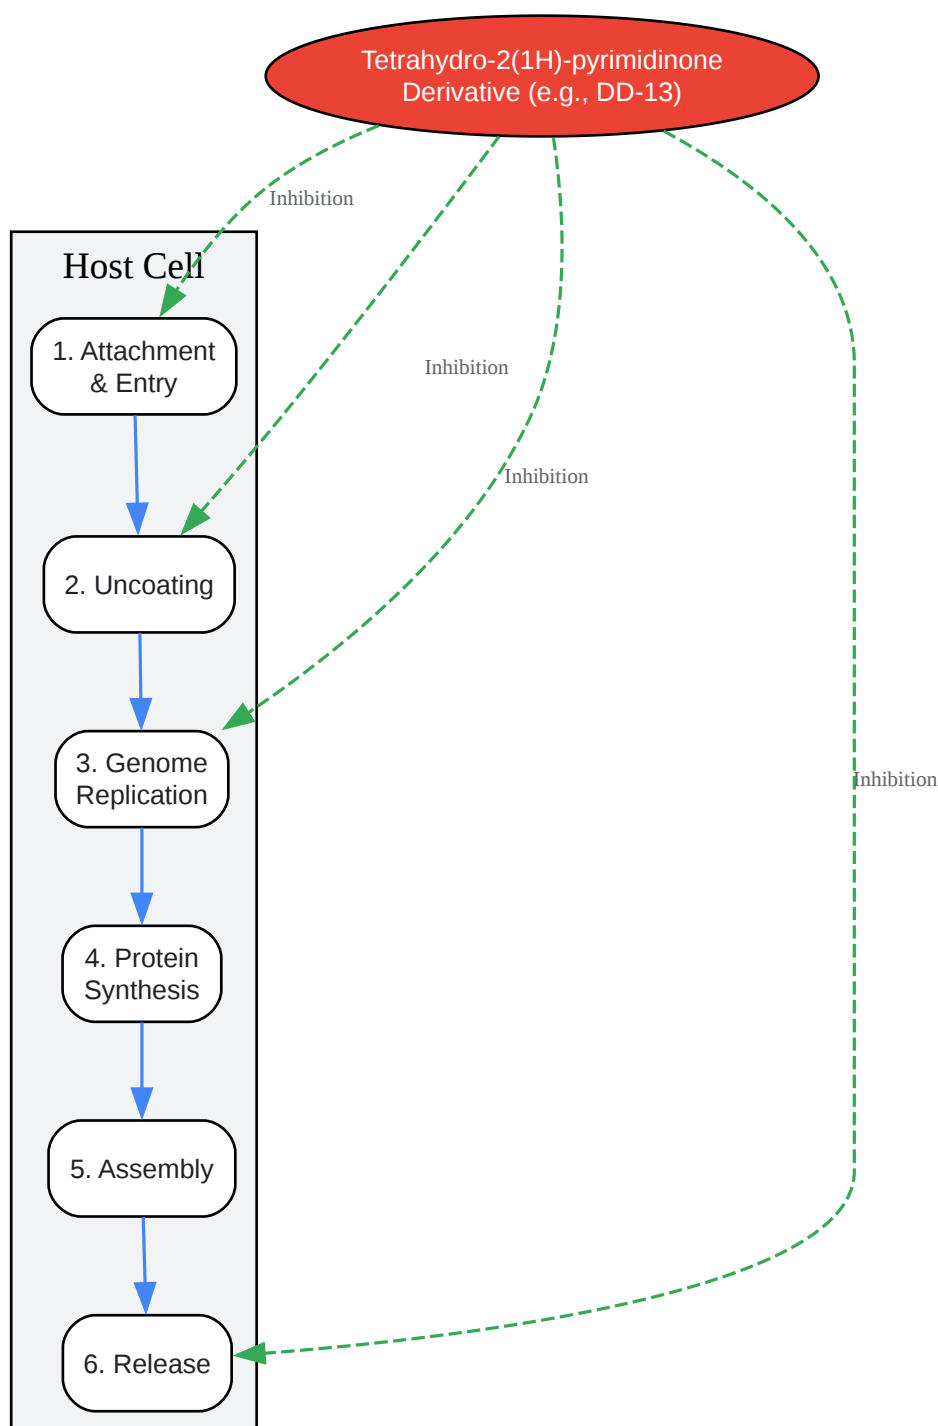 Tetrahydro-2(1H)-pyrimidinone
Derivative (e.g., DD-13)
Inhibition
Host Cell
1. Attachment
& Entry
Inhibition
Inhibition
2. Uncoating
3. Genome
Replication
Inhibition
4. Protein
Synthesis
5. Assembly
6. Release